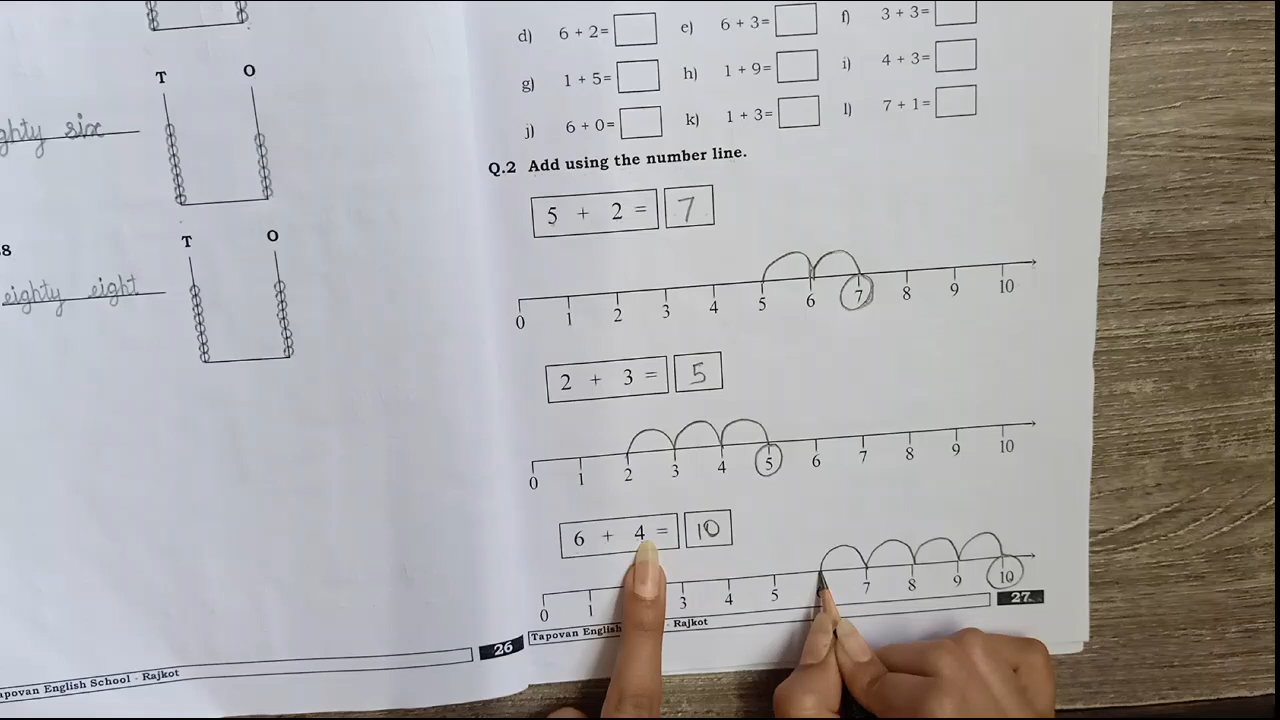 T O
ghty six
T O
8
eighty eight
26
Tapovan English School - Rajkot
d) 6 + 2= e) 6 + 3= f) 3 + 3=
g) 1 + 5= h) 1 + 9= i) 4 + 3=
j) 6 + 0= k) 1 + 3= l) 7 + 1=
Q.2 Add using the number line.
5 + 2 = 7
0 1 2 3 4 5 6 7 8 9 10
2 + 3 = 5
0 1 2 3 4 5 6 7 8 9 10
6 + 4 = 10
0 1 3 4 5 7 8 9 10
27
Tapovan English - Rajkot